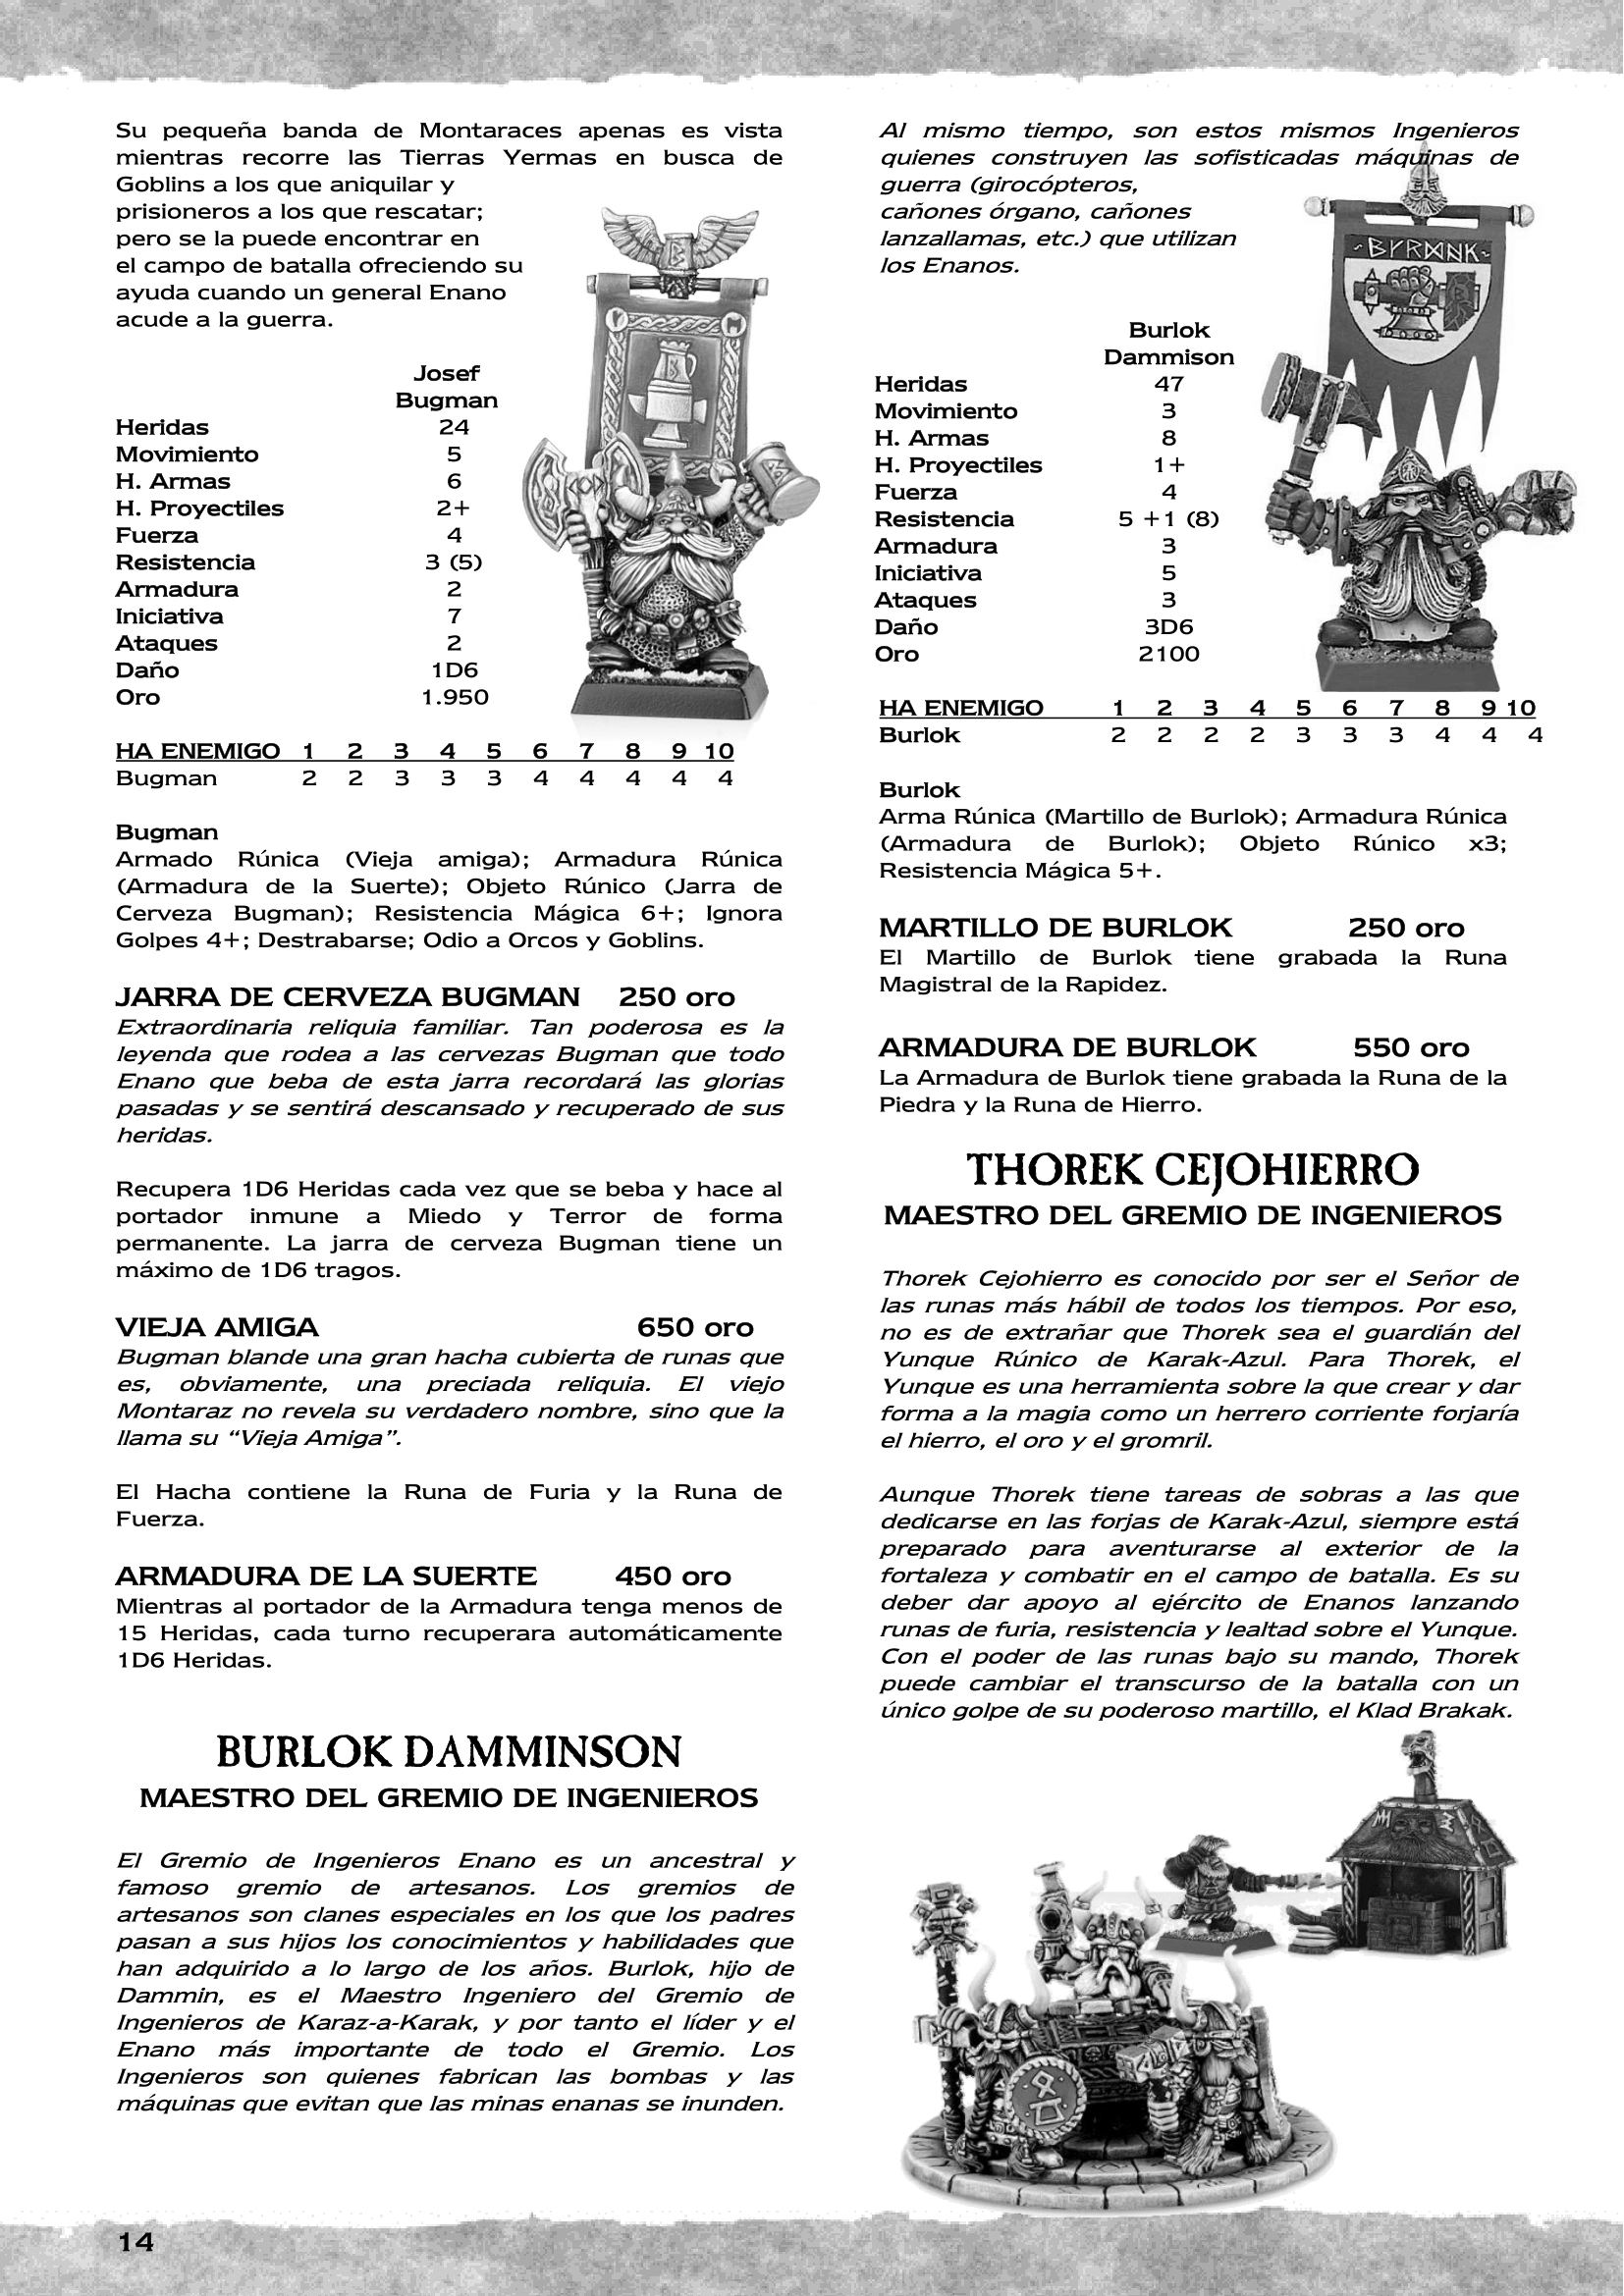 Su pequeña banda de Montaraces apenas es vista
mientras recorre las Tierras Yermas en busca de
Goblins a los que aniquilar y
prisioneros a los que rescatar;
pero se la puede encontrar en
el campo de batalla ofreciendo su
ayuda cuando un general Enano
acude a la guerra.
Josef
Bugman
Heridas 24
Movimiento 5
H. Armas 6
H. Proyectiles 2+
Fuerza 4
Resistencia 3 (5)
Armadura 2
Iniciativa 7
Ataques 2
Daño 1D6
Oro 1.950
HA ENEMIGO 1 2 3 4 5 6 7 8 9 10
Bugman 2 2 3 3 3 4 4 4 4 4
Bugman
Armado Rúnica (Vieja amiga); Armadura Rúnica
(Armadura de la Suerte); Objeto Rúnico (Jarra de
Cerveza Bugman); Resistencia Mágica 6+; Ignora
Golpes 4+; Destrabarse; Odio a Orcos y Goblins.
JARRA DE CERVEZA BUGMAN 250 oro
Extraordinaria reliquia familiar. Tan poderosa es la
leyenda que rodea a las cervezas Bugman que todo
Enano que beba de esta jarra recordará las glorias
pasadas y se sentirá descansado y recuperado de sus
heridas.
Recupera 1D6 Heridas cada vez que se beba y hace al
portador inmune a Miedo y Terror de forma
permanente. La jarra de cerveza Bugman tiene un
máximo de 1D6 tragos.
VIEJA AMIGA 650 oro
Bugman blande una gran hacha cubierta de runas que
es, obviamente, una preciada reliquia. El viejo
Montaraz no revela su verdadero nombre, sino que la
llama su “Vieja Amiga”.
El Hacha contiene la Runa de Furia y la Runa de
Fuerza.
ARMADURA DE LA SUERTE 450 oro
Mientras al portador de la Armadura tenga menos de
15 Heridas, cada turno recuperara automáticamente
1D6 Heridas.
BURLOK DAMMINSON
MAESTRO DEL GREMIO DE INGENIEROS
El Gremio de Ingenieros Enano es un ancestral y
famoso gremio de artesanos. Los gremios de
artesanos son clanes especiales en los que los padres
pasan a sus hijos los conocimientos y habilidades que
han adquirido a lo largo de los años. Burlok, hijo de
Dammin, es el Maestro Ingeniero del Gremio de
Ingenieros de Karaz-a-Karak, y por tanto el líder y el
Enano más importante de todo el Gremio. Los
Ingenieros son quienes fabrican las bombas y las
máquinas que evitan que las minas enanas se inunden.
Al mismo tiempo, son estos mismos Ingenieros
quienes construyen las sofisticadas máquinas de
guerra (girocópteros,
cañones órgano, cañones
lanzallamas, etc.) que utilizan
los Enanos.
Burlok
Dammison
Heridas 47
Movimiento 3
H. Armas 8
H. Proyectiles 1+
Fuerza 4
Resistencia 5 +1 (8)
Armadura 3
Iniciativa 5
Ataques 3
Daño 3D6
Oro 2100
HA ENEMIGO 1 2 3 4 5 6 7 8 9 10
Burlok 2 2 2 2 3 3 3 4 4 4
Burlok
Arma Rúnica (Martillo de Burlok); Armadura Rúnica
(Armadura de Burlok); Objeto Rúnico x3;
Resistencia Mágica 5+.
MARTILLO DE BURLOK 250 oro
El Martillo de Burlok tiene grabada la Runa
Magistral de la Rapidez.
ARMADURA DE BURLOK 550 oro
La Armadura de Burlok tiene grabada la Runa de la
Piedra y la Runa de Hierro.
THOREK CEJOHIERRO
MAESTRO DEL GREMIO DE INGENIEROS
Thorek Cejohierro es conocido por ser el Señor de
las runas más hábil de todos los tiempos. Por eso,
no es de extrañar que Thorek sea el guardián del
Yunque Rúnico de Karak-Azul. Para Thorek, el
Yunque es una herramienta sobre la que crear y dar
forma a la magia como un herrero corriente forjaría
el hierro, el oro y el gromril.
Aunque Thorek tiene tareas de sobras a las que
dedicarse en las forjas de Karak-Azul, siempre está
preparado para aventurarse al exterior de la
fortaleza y combatir en el campo de batalla. Es su
deber dar apoyo al ejército de Enanos lanzando
runas de furia, resistencia y lealtad sobre el Yunque.
Con el poder de las runas bajo su mando, Thorek
puede cambiar el transcurso de la batalla con un
único golpe de su poderoso martillo, el Klad Brakak.
14